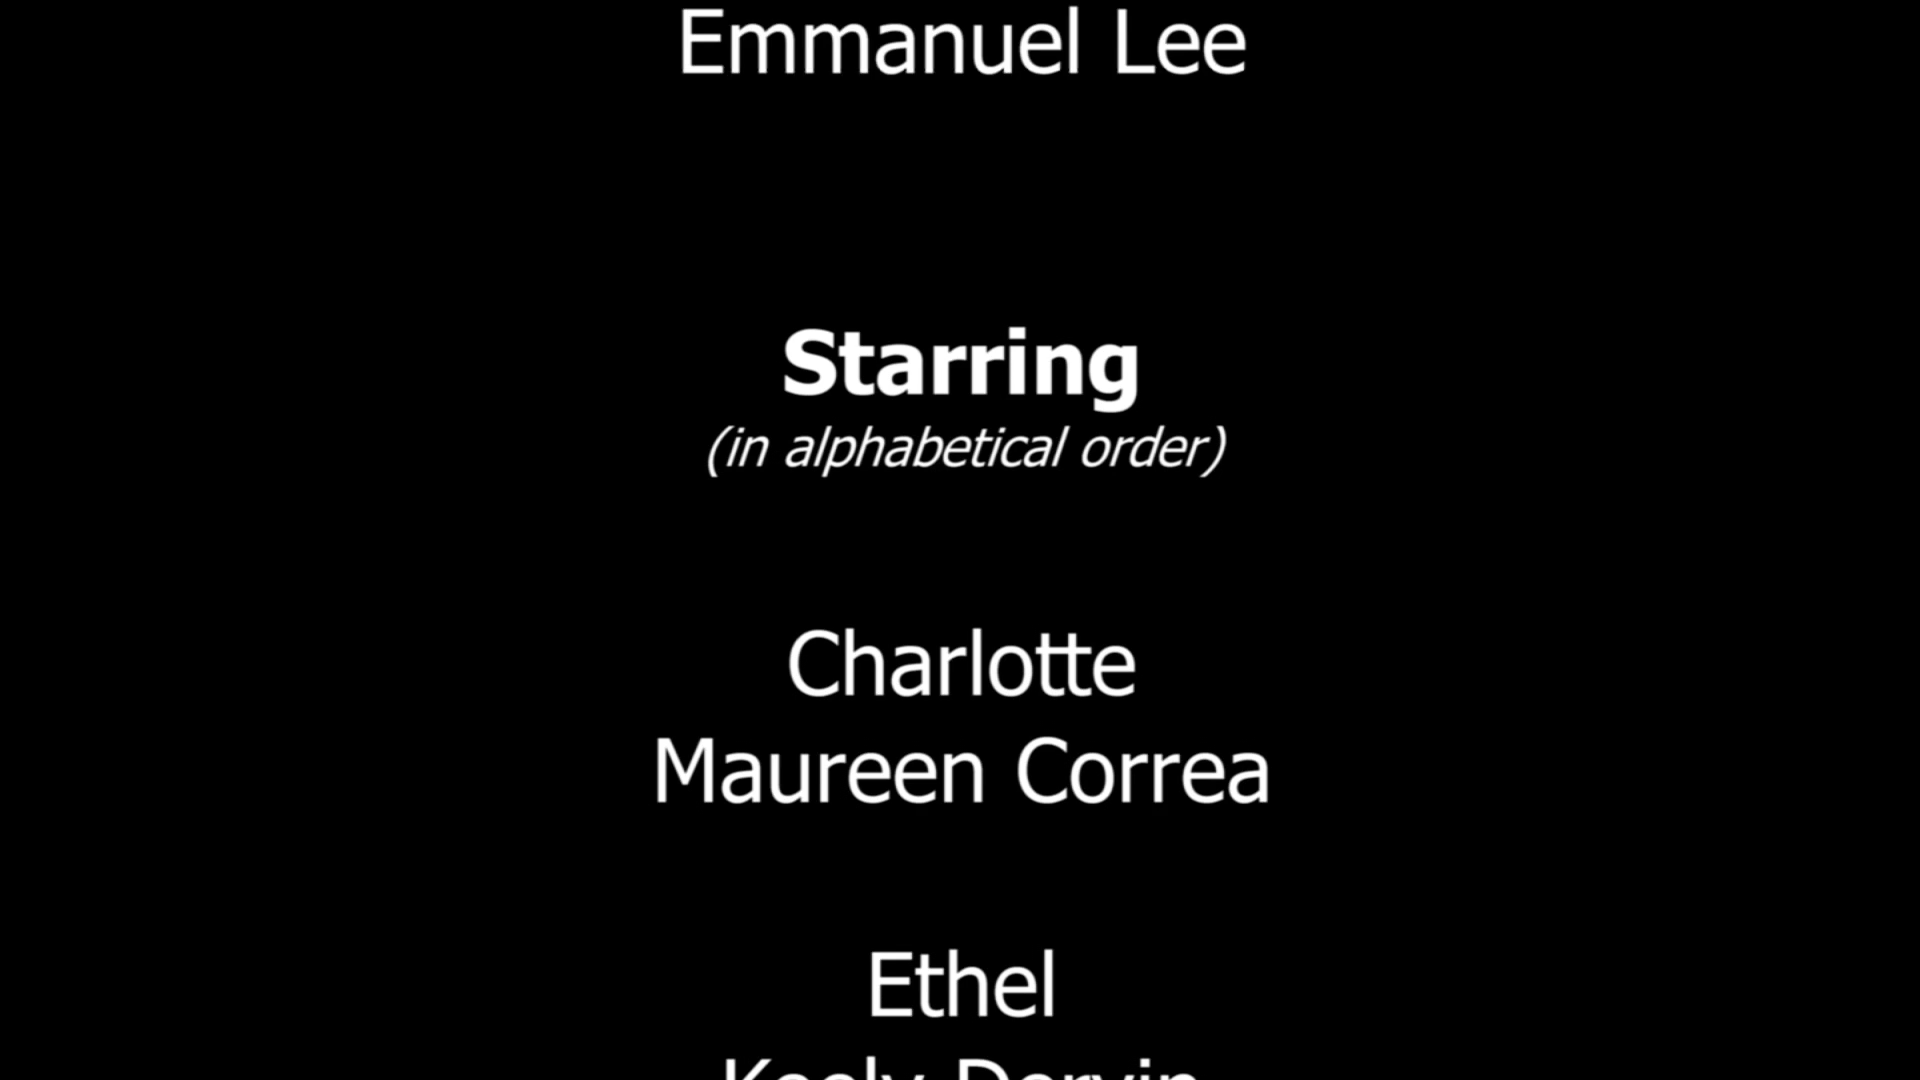 Emmanuel Lee
Starring
(in alphabetical order)
Charlotte
Maureen Correa
Ethel